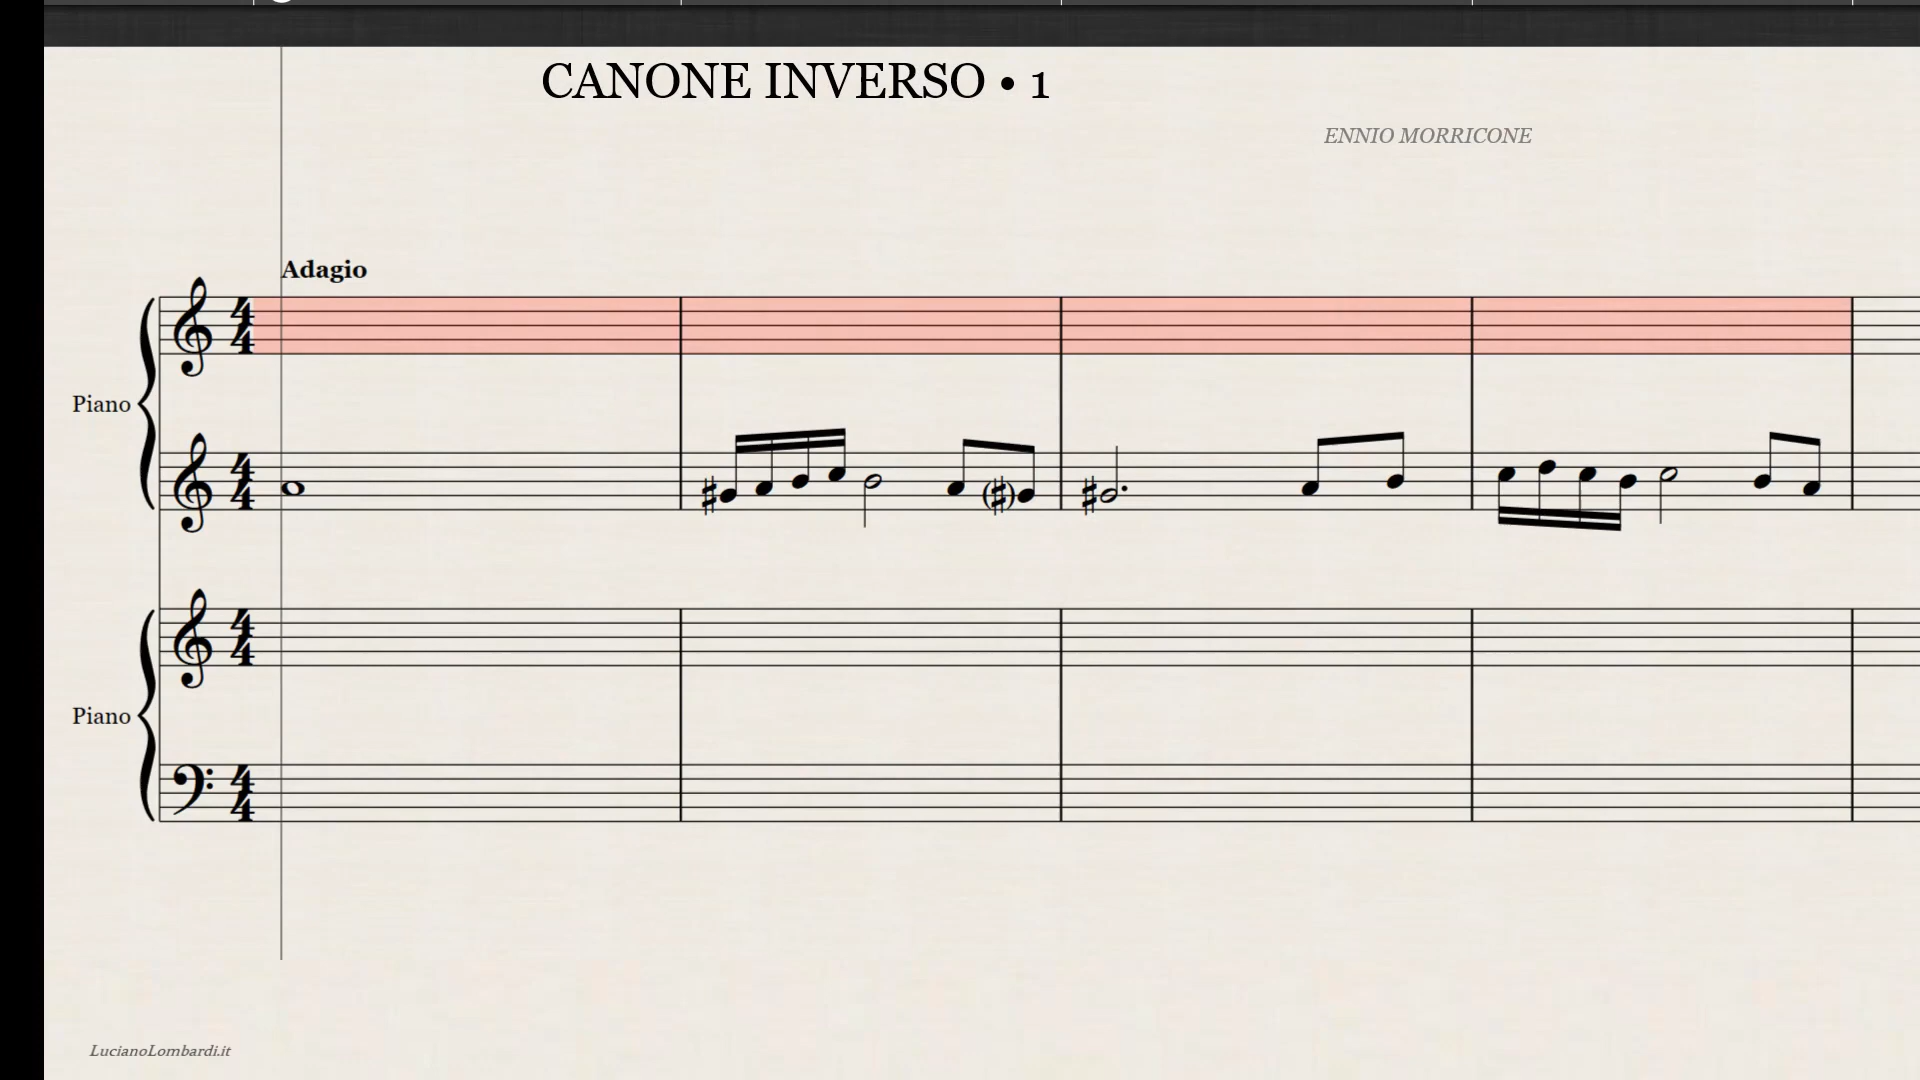 CANONE INVERSO • 1
ENNIO MORRICONE
Adagio
Piano
Piano
LucianoLombardi.it